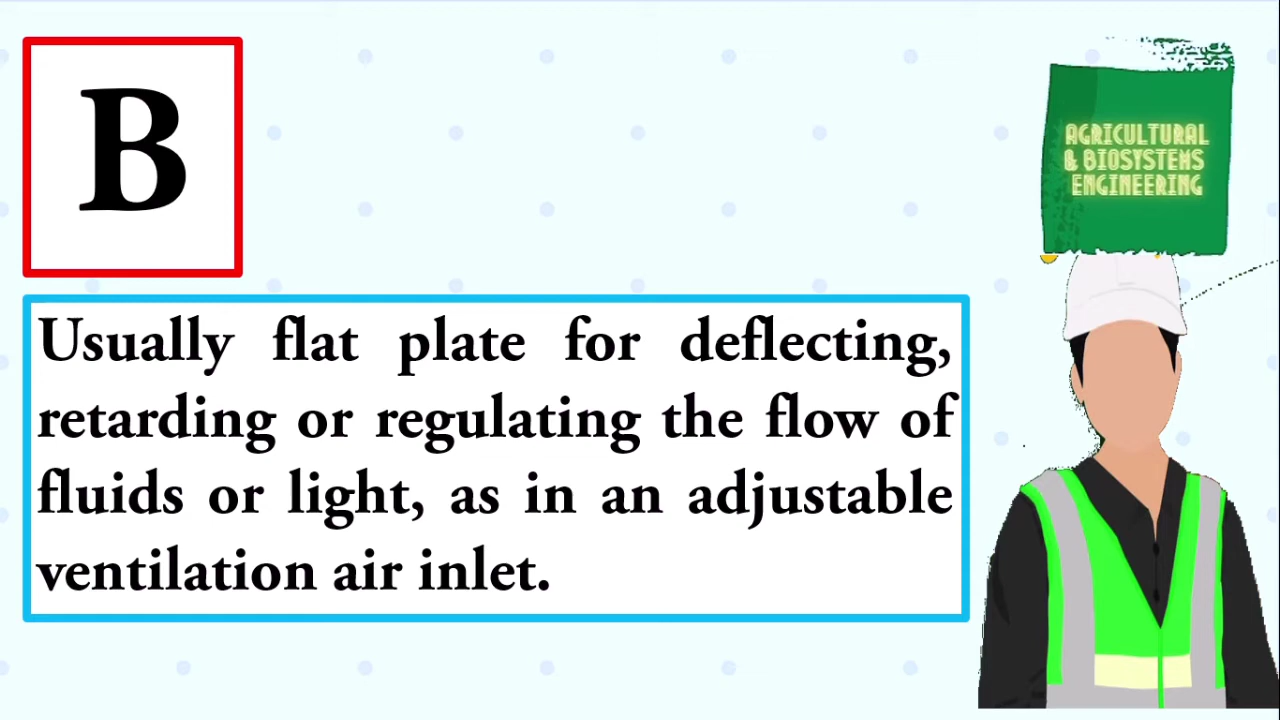 B
AGRICULTURAL
& BIOSYSTEMS
ENGINEERING
Usually flat plate for deflecting,
retarding or regulating the flow of
fluids or light, as in an adjustable
ventilation air inlet.